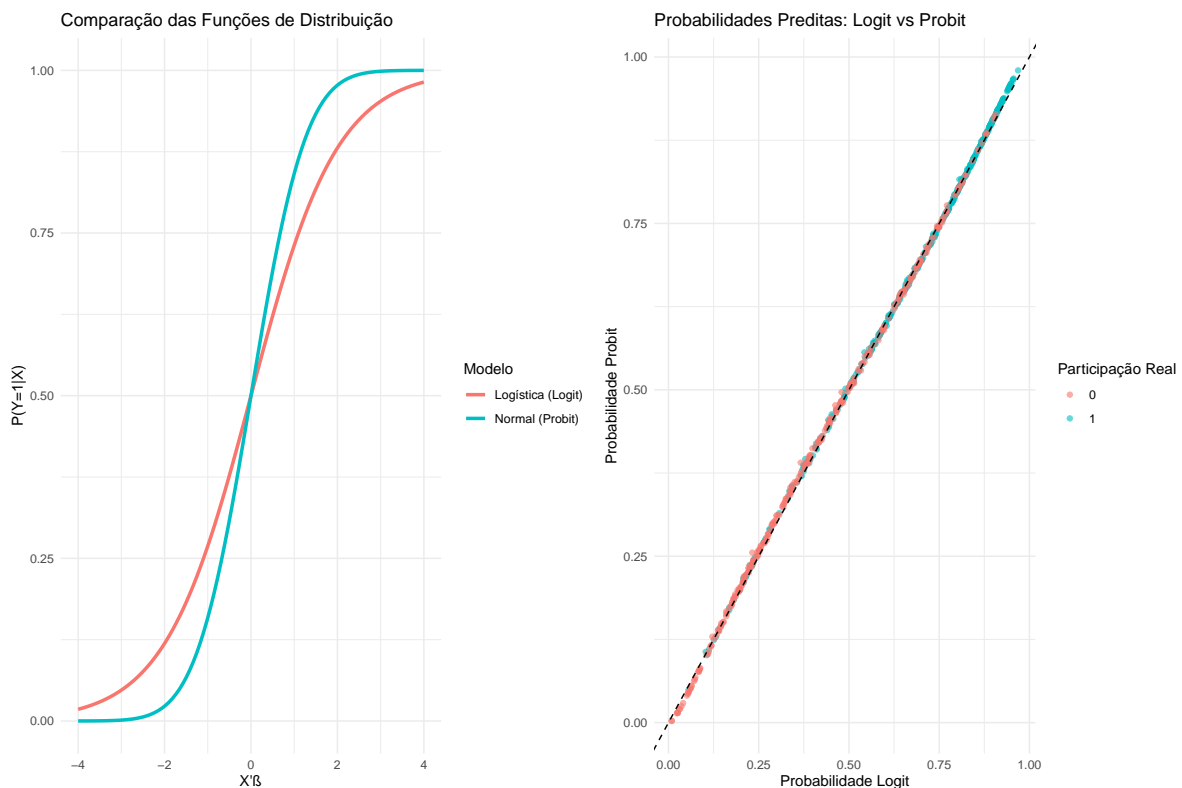 Comparação das Funções de Distribuição
1.00
0.75
0.50
0.25
0.00
P(Y=1|X)
−4
−2
0
2
4
X'ß
Modelo
Logística (Logit)
Normal (Probit)
Probabilidades Preditas: Logit vs Probit
1.00
0.75
0.50
0.25
0.00
Probabilidade Probit
0.00
0.25
0.50
0.75
1.00
Probabilidade Logit
Participação Real
0
1